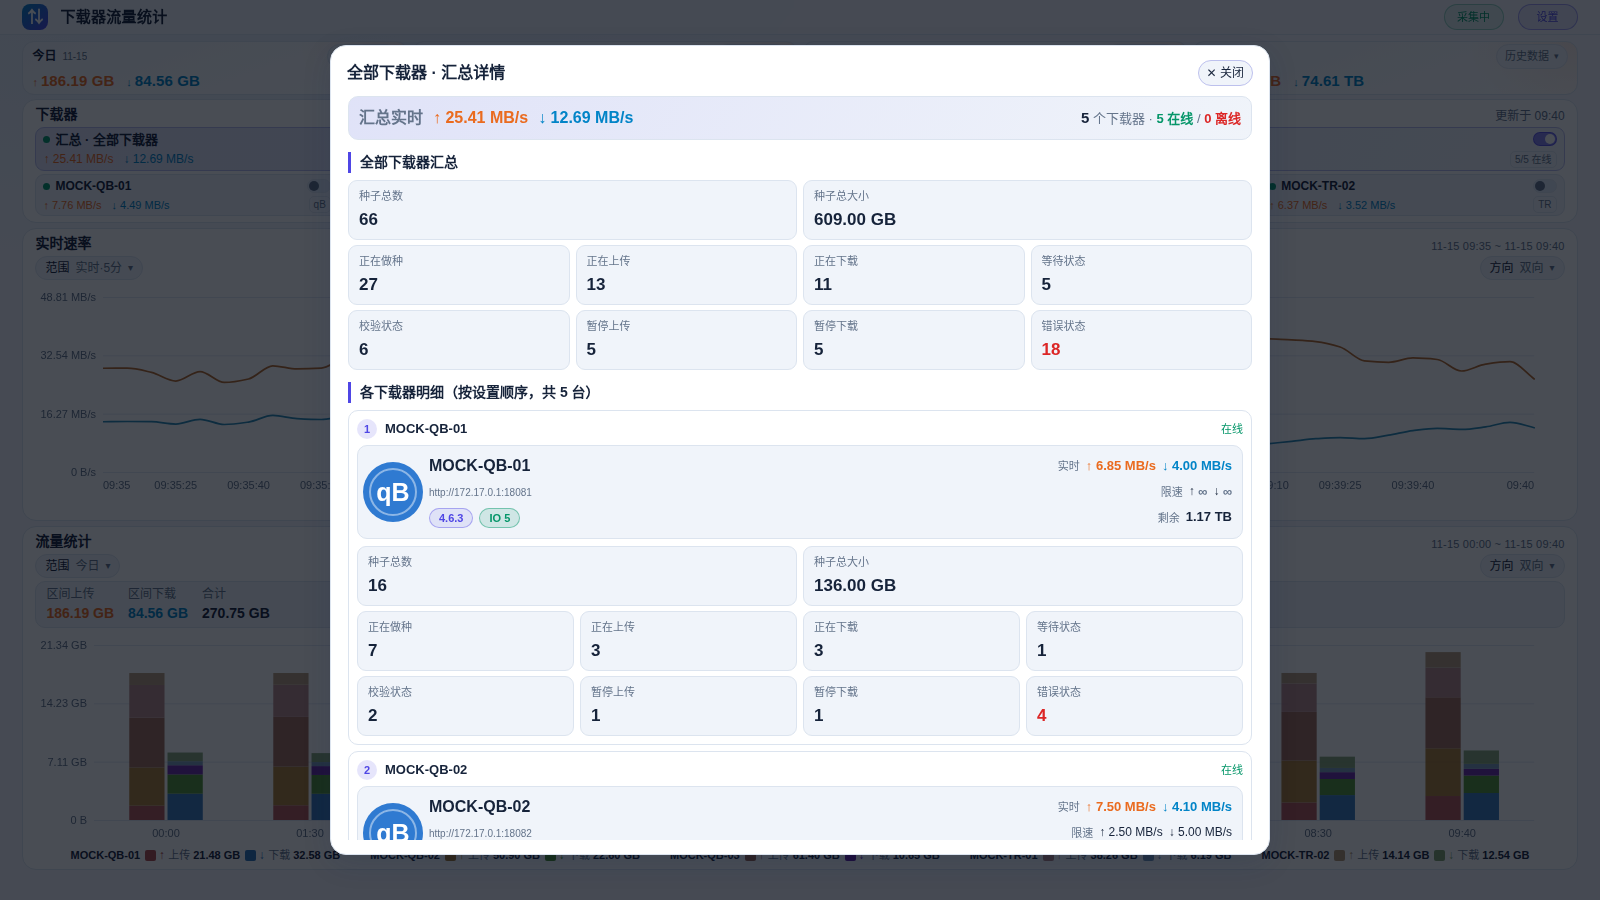 下载器流量统计
采集中
设置
今日 11-15
历史数据 ▾
↑ 186.19 GB ↓ 84.56 GB
↓ 74.61 TB
下载器
更新于 09:40
汇总 · 全部下载器
↑ 25.41 MB/s ↓ 12.69 MB/s
5/5 在线
MOCK-QB-01
↑ 7.76 MB/s ↓ 4.49 MB/s
qB
MOCK-TR-02
↑ 6.37 MB/s ↓ 3.52 MB/s
TR
实时速率
11-15 09:35 ~ 11-15 09:40
范围 实时·5分 ▾
方向 双向 ▾
48.81 MB/s
32.54 MB/s
16.27 MB/s
0 B/s
09:35 09:35:25 09:35:40 09:39:25 09:39:40 09:40
流量统计
11-15 00:00 ~ 11-15 09:40
范围 今日 ▾
方向 双向 ▾
区间上传 区间下载 合计
186.19 GB 84.56 GB 270.75 GB
21.34 GB
14.23 GB
7.11 GB
0 B
00:00 01:30 08:30 09:40
MOCK-QB-01 ↑ 上传 21.48 GB ↓ 下载 32.58 GB
MOCK-TR-02 ↑ 上传 14.14 GB ↓ 下载 12.54 GB
全部下载器 · 汇总详情
✕ 关闭
汇总实时 ↑ 25.41 MB/s ↓ 12.69 MB/s
5 个下载器 · 5 在线 / 0 离线
全部下载器汇总
种子总数
66
种子总大小
609.00 GB
正在做种
27
正在上传
13
正在下载
11
等待状态
5
校验状态
6
暂停上传
5
暂停下载
5
错误状态
18
各下载器明细（按设置顺序，共 5 台）
1 MOCK-QB-01
在线
qB
MOCK-QB-01
http://172.17.0.1:18081
4.6.3 IO 5
实时 ↑ 6.85 MB/s ↓ 4.00 MB/s
限速 ↑ ∞ ↓ ∞
剩余 1.17 TB
种子总数
16
种子总大小
136.00 GB
正在做种
7
正在上传
3
正在下载
3
等待状态
1
校验状态
2
暂停上传
1
暂停下载
1
错误状态
4
2 MOCK-QB-02
在线
qB
MOCK-QB-02
http://172.17.0.1:18082
实时 ↑ 7.50 MB/s ↓ 4.10 MB/s
限速 ↑ 2.50 MB/s ↓ 5.00 MB/s